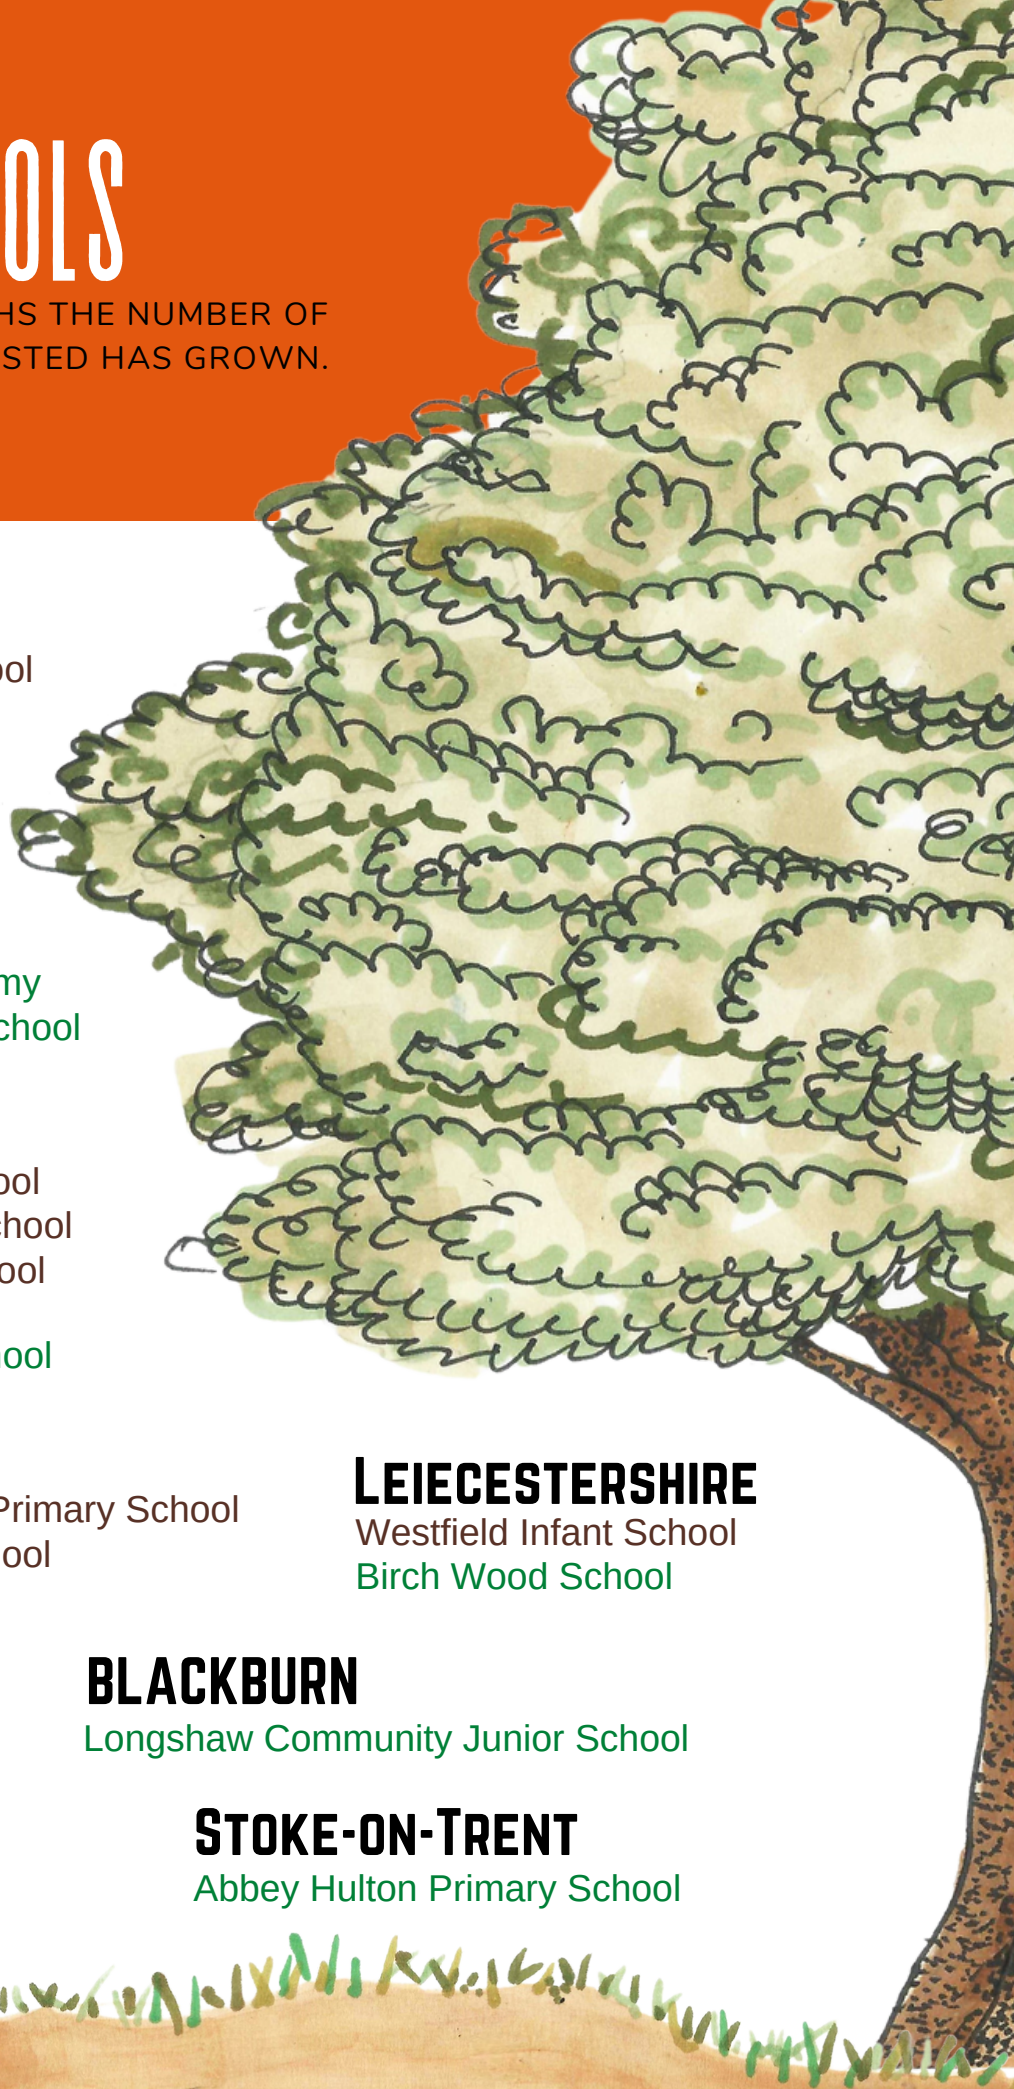 OLS
HS THE NUMBER OF
STED HAS GROWN.
ool
my
chool
ool
chool
ool
ool
Primary School
ool
LEIECESTERSHIRE
Westfield Infant School
Birch Wood School
BLACKBURN
Longshaw Community Junior School
STOKE-ON-TRENT
Abbey Hulton Primary School